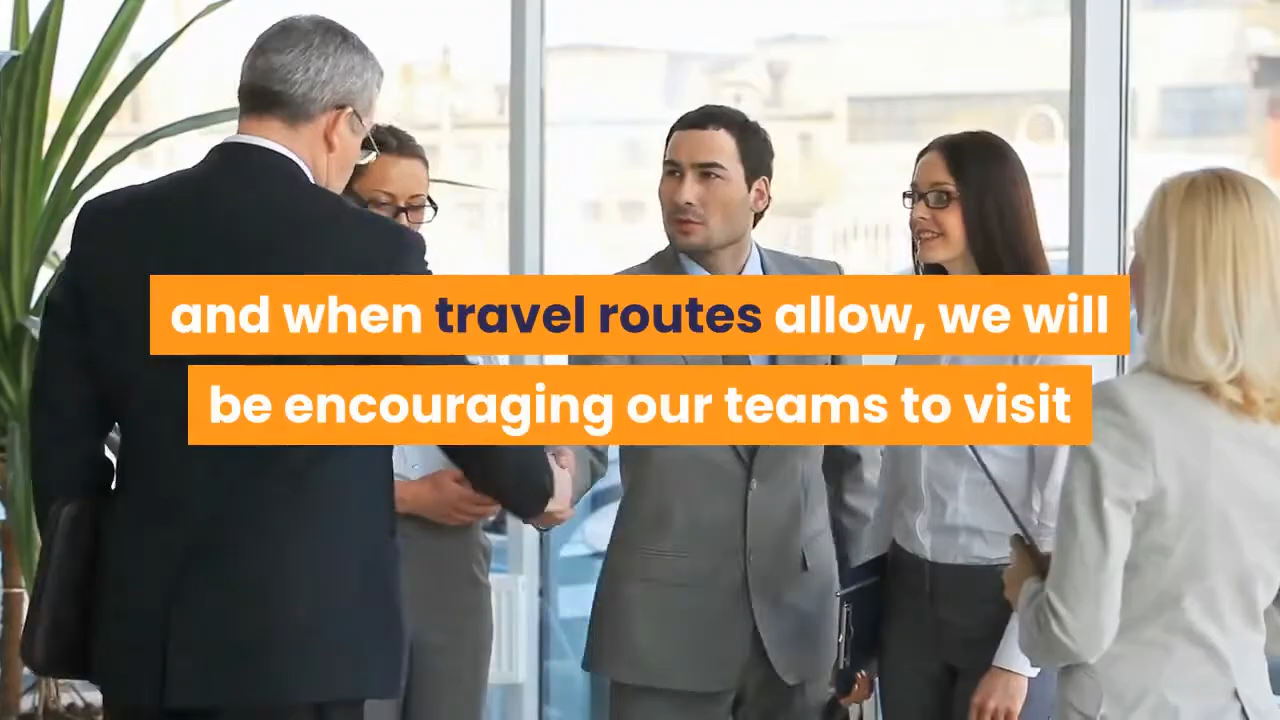 and when travel routes allow, we will
be encouraging our teams to visit